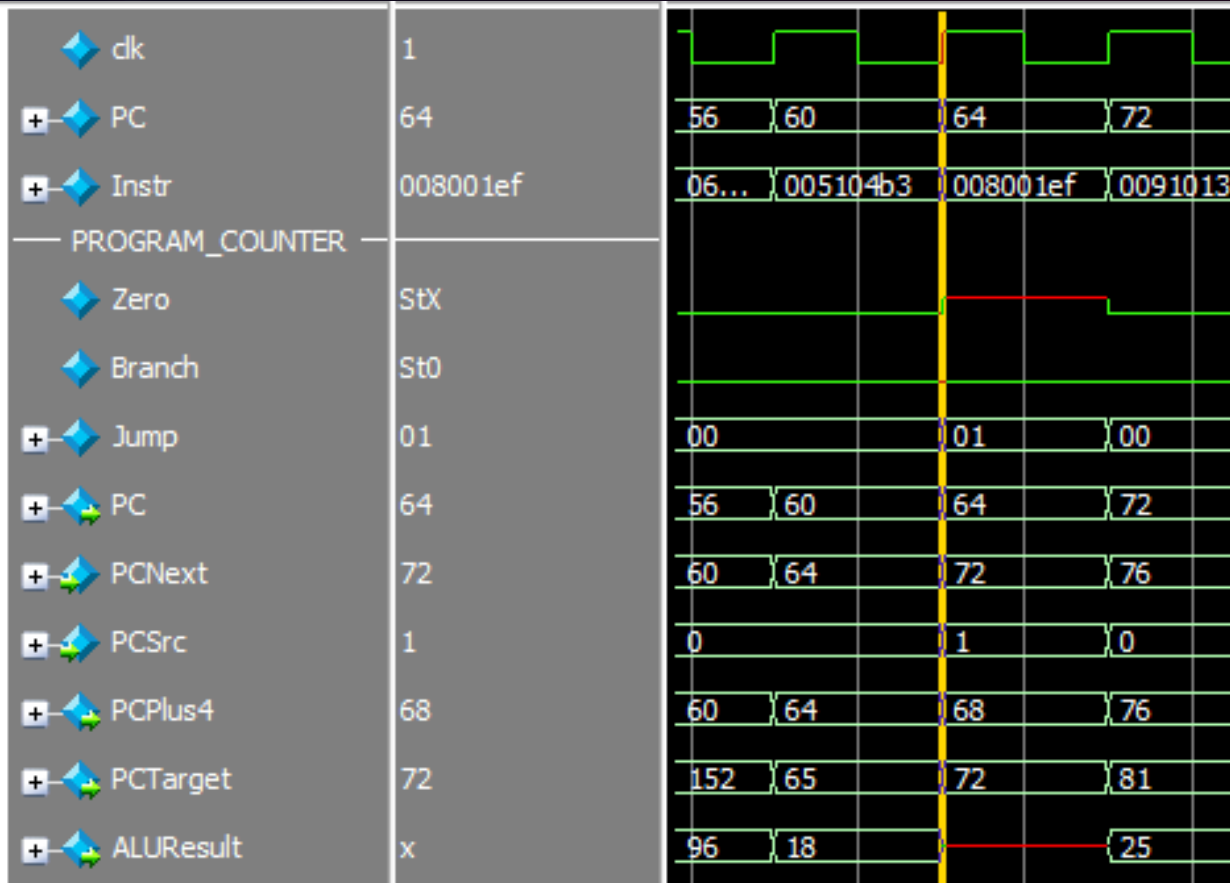 clk 1
PC 64 56 60 64 72
Instr 008001ef 06... 005104b3 008001ef 0091013
PROGRAM_COUNTER
Zero StX
Branch St0
Jump 01 00 01 00
PC 64 56 60 64 72
PCNext 72 60 64 72 76
PCSrc 1 0 1 0
PCPlus4 68 60 64 68 76
PCTarget 72 152 65 72 81
ALUResult x 96 18 25